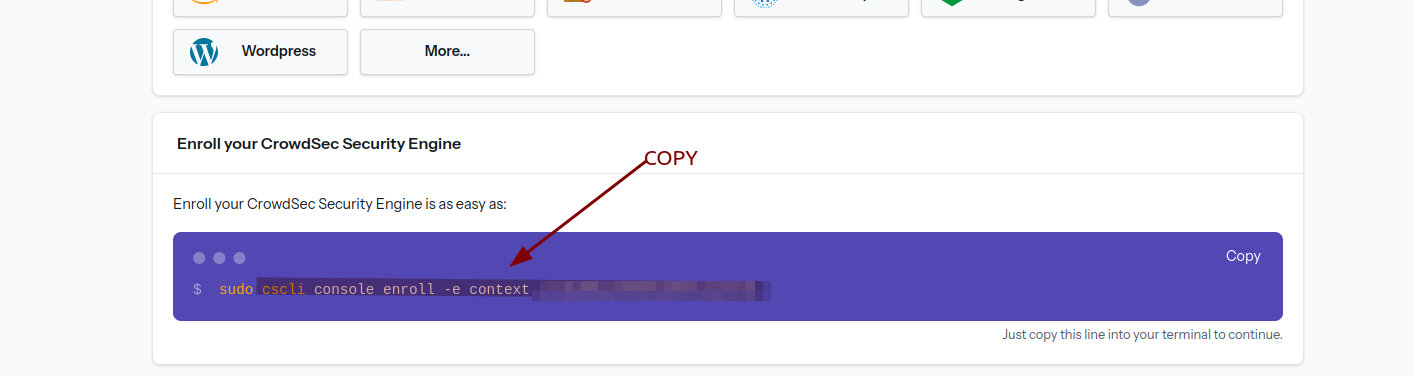 Wordpress
More...
Enroll your CrowdSec Security Engine
COPY
Enroll your CrowdSec Security Engine is as easy as:
Copy
$ sudo cscli console enroll -e context
Just copy this line into your terminal to continue.